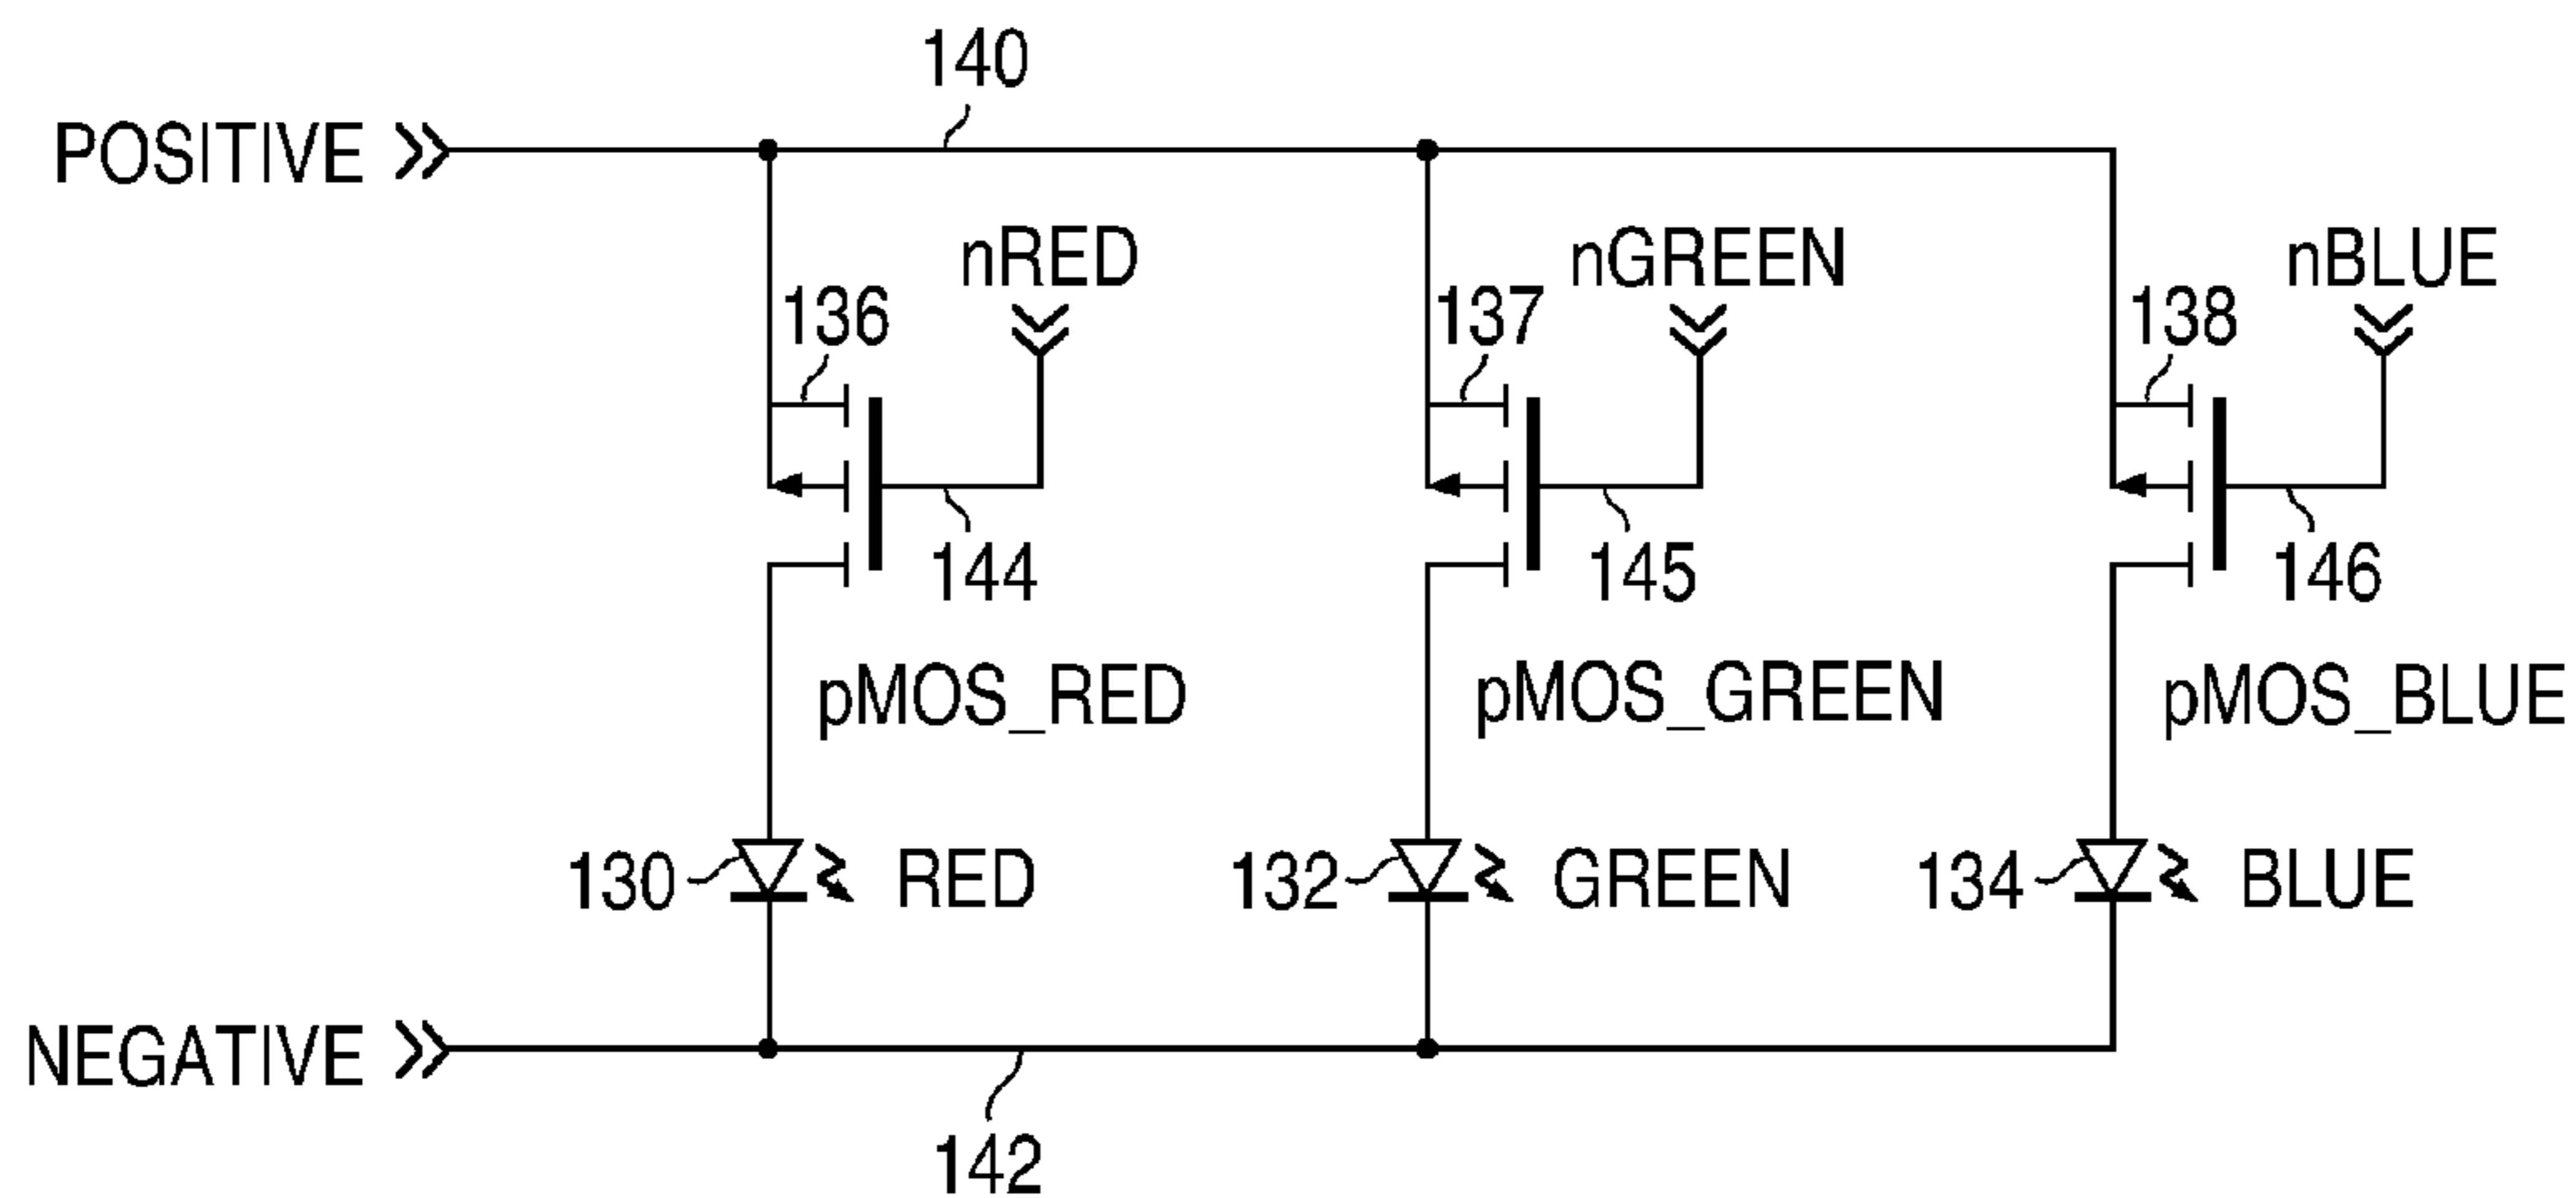 140
POSITIVE
nRED
nGREEN
nBLUE
136
137
138
144
145
146
pMOS_RED
pMOS_GREEN
pMOS_BLUE
130
RED
132
GREEN
134
BLUE
NEGATIVE
142